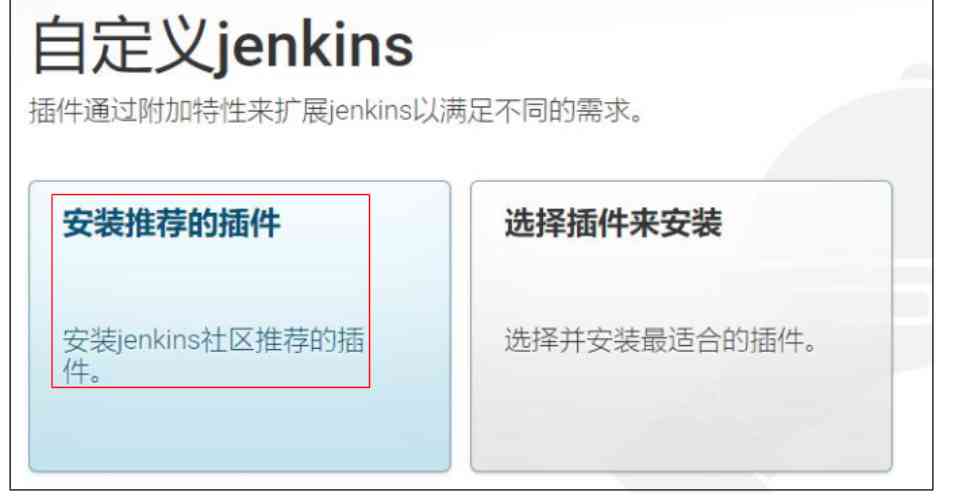 自定义jenkins
插件通过附加特性来扩展jenkins以满足不同的需求。
安装推荐的插件
安装jenkins社区推荐的插
件。
选择插件来安装
选择并安装最适合的插件。